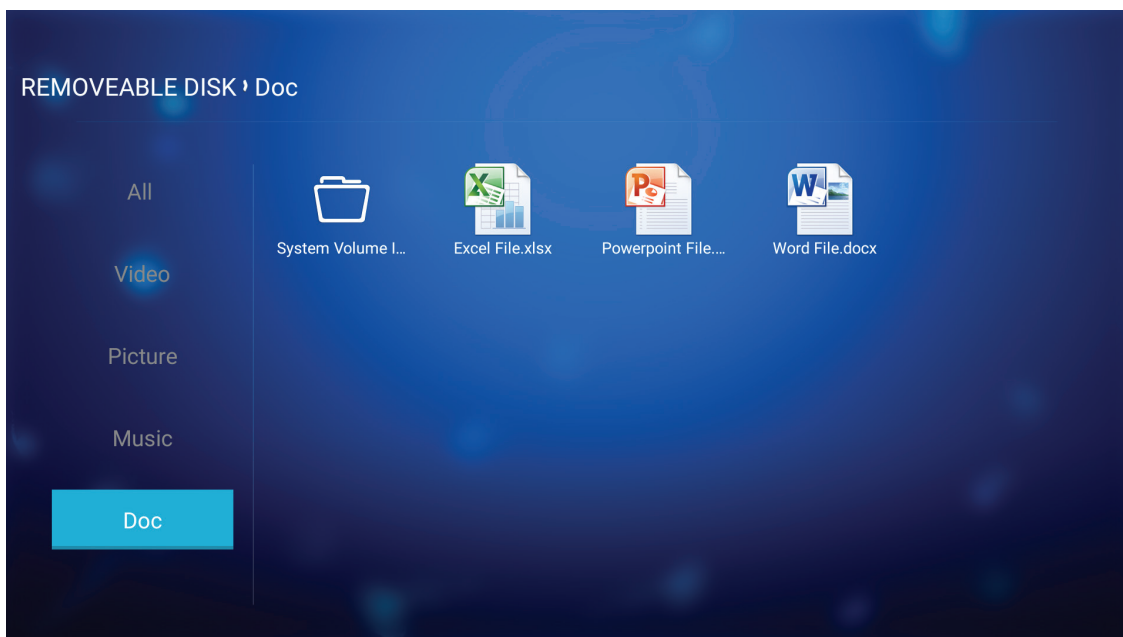 REMOVEABLE DISK › Doc
All
System Volume I...
Excel File.xlsx
Powerpoint File....
Word File.docx
Video
Picture
Music
Doc